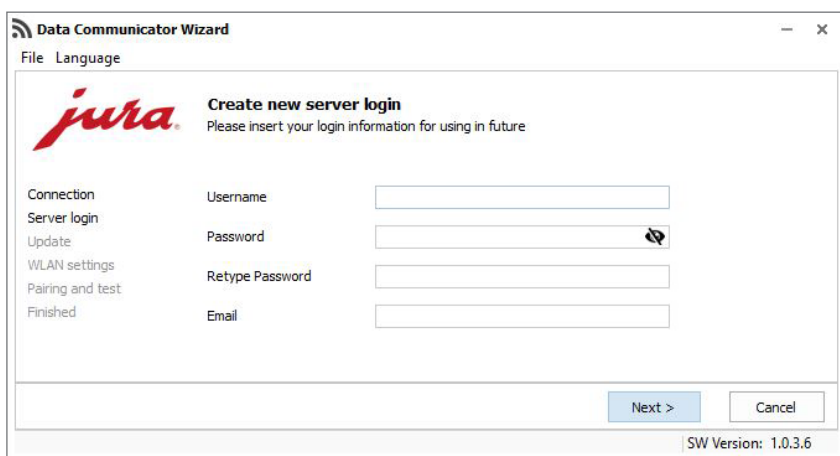 Data Communicator Wizard
File Language
jura
Create new server login
Please insert your login information for using in future
Connection
Server login
Update
WLAN settings
Pairing and test
Finished
Username
Password
Retype Password
Email
Next >
Cancel
SW Version: 1.0.3.6